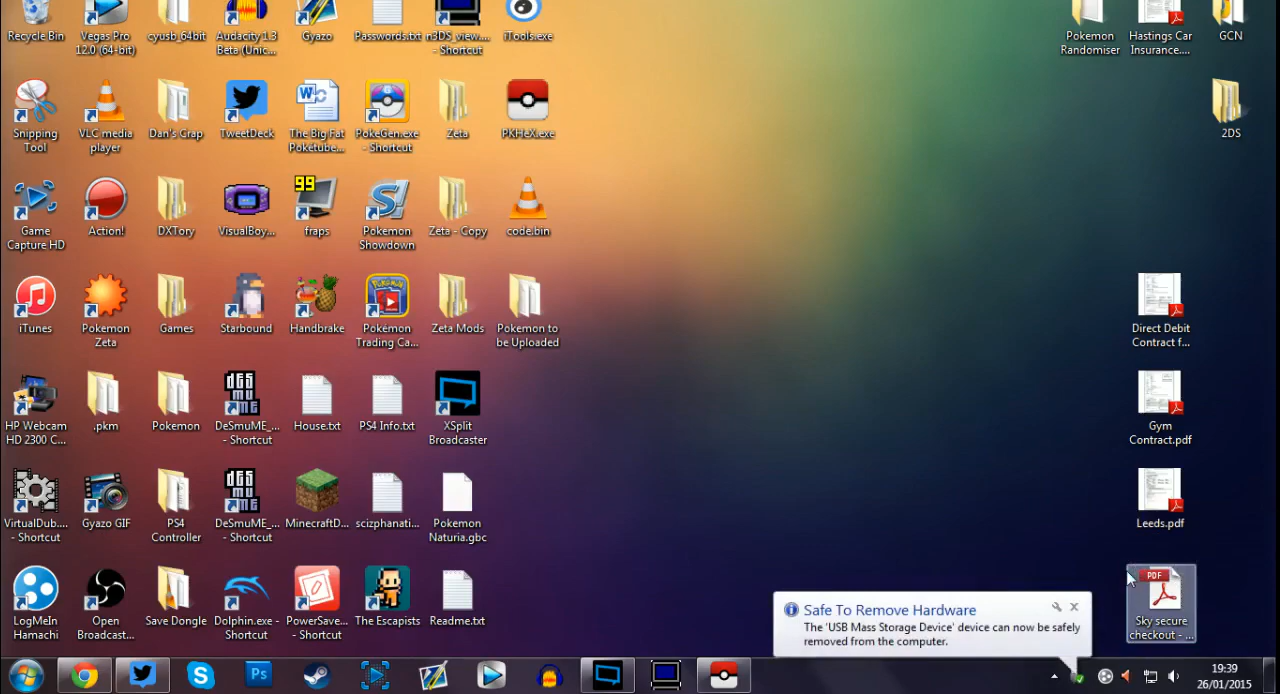 Recycle Bin
Vegas Pro
12.0 (64-bit)
cyusb_64bit
Audacity 1.3
Beta (Unic...
Gyazo
Passwords.txt
n3DS_view....
- Shortcut
iTools.exe
Pokemon
Randomiser
Hastings Car
Insurance....
GCN
Snipping
Tool
VLC media
player
Dan's Crap
TweetDeck
The Big Fat
Poketube...
PokeGen.exe
- Shortcut
Zeta
PKHeX.exe
2DS
Game
Capture HD
Action!
DXTory
VisualBoy...
99
fraps
Pokemon
Showdown
Zeta - Copy
code.bin
iTunes
Pokemon
Zeta
Games
Starbound
Handbrake
Pokémon
Trading Ca...
Zeta Mods
Pokemon to
be Uploaded
Direct Debit
Contract f...
HP Webcam
HD 2300 C...
.pkm
Pokemon
DeSmuME_...
- Shortcut
House.txt
PS4 Info.txt
XSplit
Broadcaster
Gym
Contract.pdf
VirtualDub....
- Shortcut
Gyazo GIF
PS4
Controller
DeSmuME_...
- Shortcut
MinecraftD...
scizphanati...
Pokemon
Naturia.gbc
Leeds.pdf
LogMeIn
Hamachi
Open
Broadcast...
Save Dongle
Dolphin.exe -
Shortcut
PowerSave...
- Shortcut
The Escapists
Readme.txt
PDF
Sky secure
checkout - ...
Safe To Remove Hardware
The 'USB Mass Storage Device' device can now be safely
removed from the computer.
Ps
19:39
26/01/2015